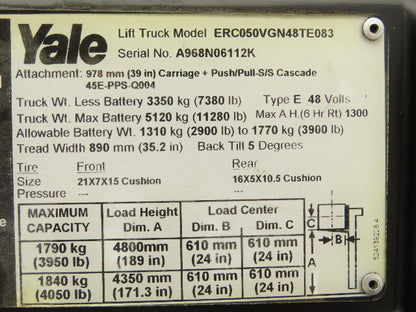 Yale
Lift Truck Model ERC050VGN48TE083
Serial No. A968N06112K
Attachment: 978 mm (39 in) Carriage + Push/Pull-S/S Cascade
45E-PPS-Q004
Truck Wt. Less Battery 3350 kg (7380 lb) Type E 48 Volts
Truck Wt. Max Battery 5120 kg (11280 lb) Max A.H.(6 Hr Rt) 1300
Allowable Battery Wt. 1310 kg (2900 lb) to 1770 kg (3900 lb)
Tread Width 890 mm (35.2 in) Back Tilt 5 Degrees
Tire Front Rear
Size 21X7X15 Cushion 16X5X10.5 Cushion
Pressure --- ---
MAXIMUM CAPACITY Load Height Dim. A Load Center Dim. B Dim. C
1790 kg (3950 lb) 4800mm (189 in) 610 mm (24 in) 610 mm (24 in)
1840 kg (4050 lb) 4350 mm (171.3 in) 610 mm (24 in) 610 mm (24 in)
C
B
A
e